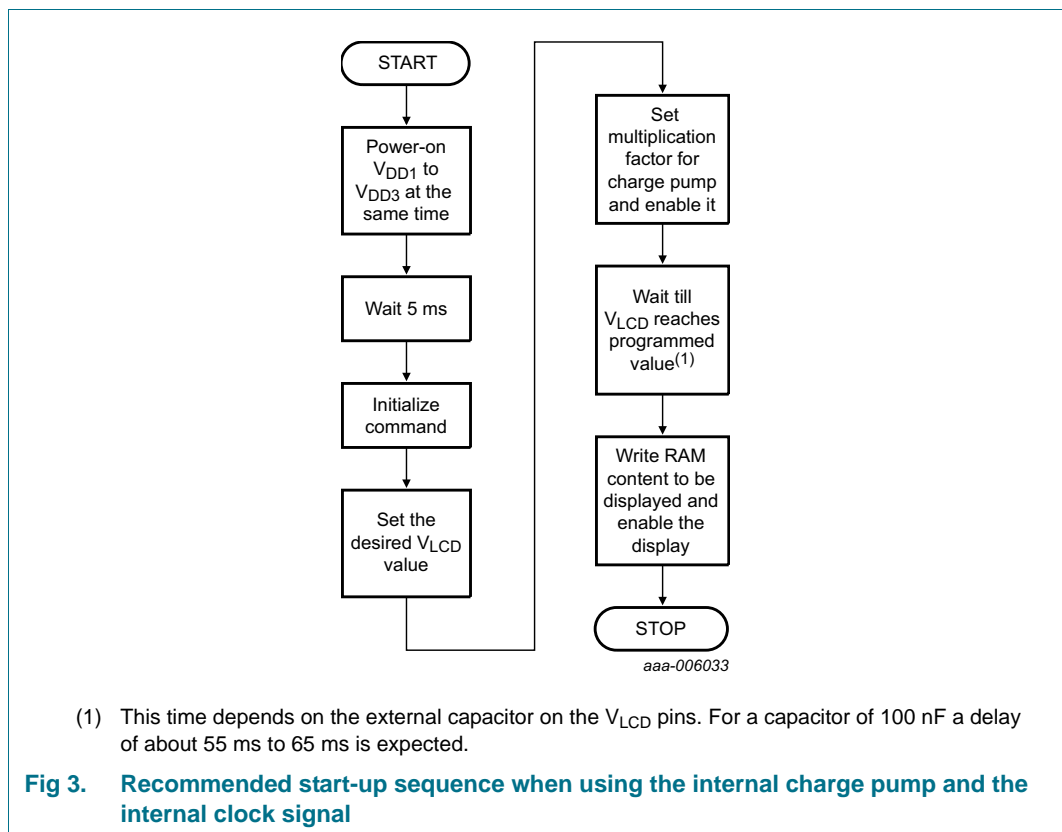 START
Power-on
VDD1 to
VDD3 at the
same time
Wait 5 ms
Initialize
command
Set the
desired VLCD
value
Set
multiplication
factor for
charge pump
and enable it
Wait till
VLCD reaches
programmed
value(1)
Write RAM
content to be
displayed and
enable the
display
STOP
aaa-006033
(1) This time depends on the external capacitor on the VLCD pins. For a capacitor of 100 nF a delay
of about 55 ms to 65 ms is expected.
Fig 3. Recommended start-up sequence when using the internal charge pump and the
internal clock signal